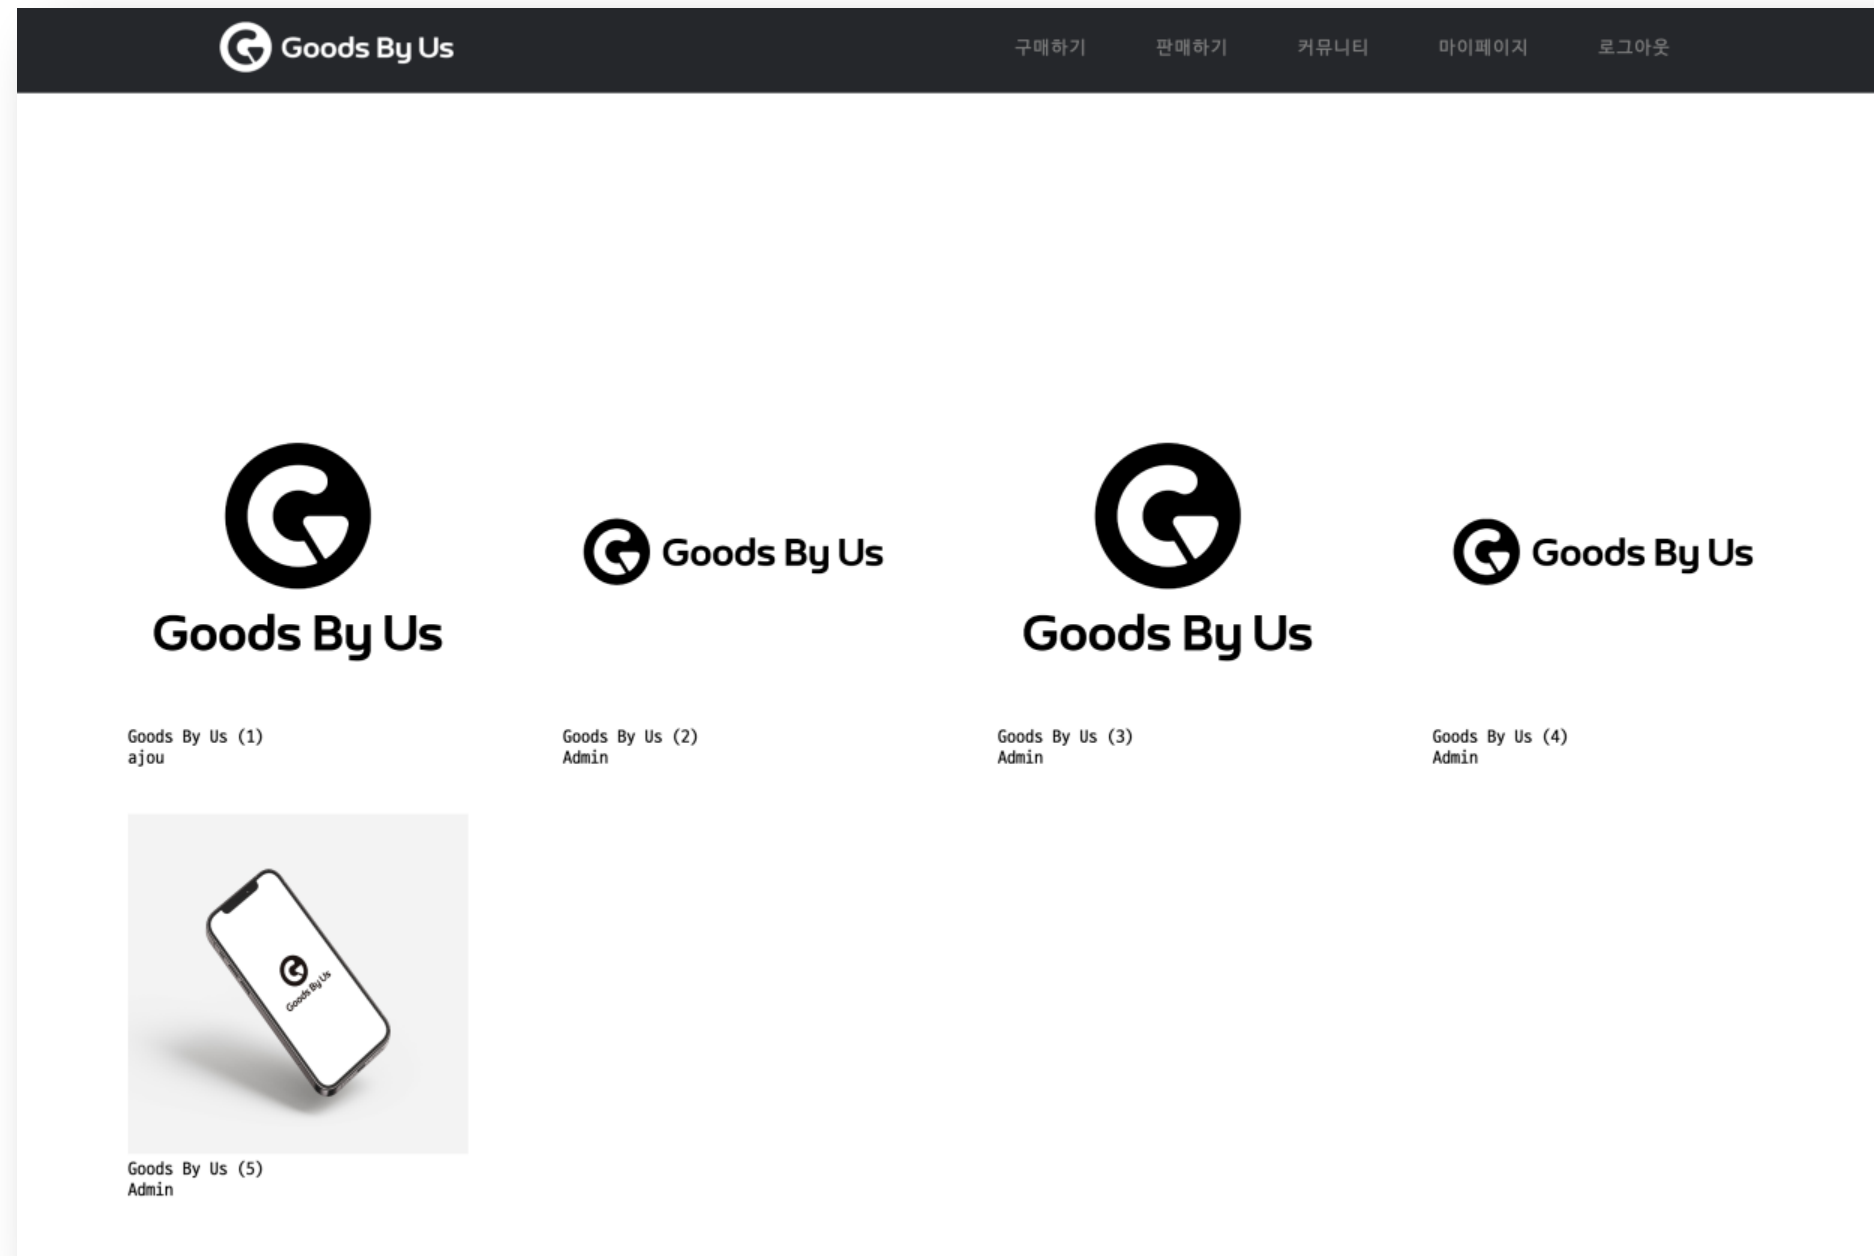 Goods By Us
구매하기 판매하기 커뮤니티 마이페이지 로그아웃
Goods By Us
Goods By Us
Goods By Us
Goods By Us
Goods By Us (1)
ajou
Goods By Us (2)
Admin
Goods By Us (3)
Admin
Goods By Us (4)
Admin
Goods By Us
Goods By Us (5)
Admin